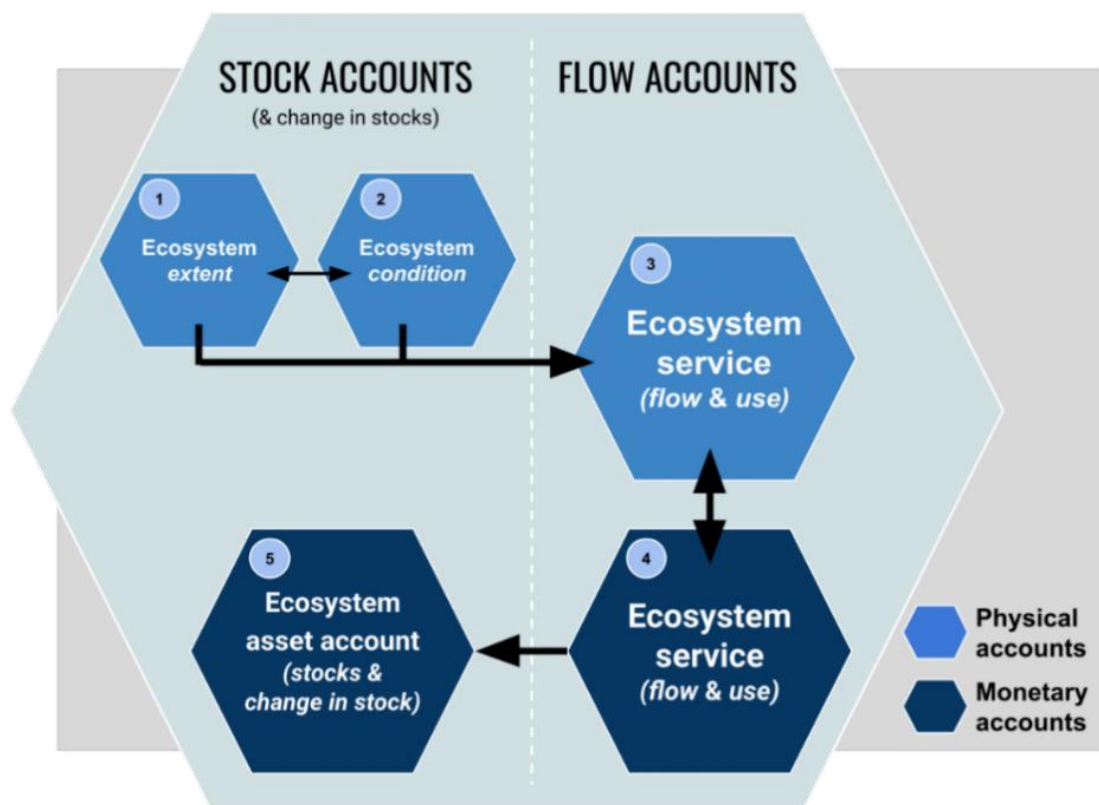 STOCK ACCOUNTS
(& change in stocks)
FLOW ACCOUNTS
1
Ecosystem
extent
2
Ecosystem
condition
3
Ecosystem
service
(flow & use)
4
Ecosystem
service
(flow & use)
5
Ecosystem
asset account
(stocks &
change in stock)
Physical
accounts
Monetary
accounts